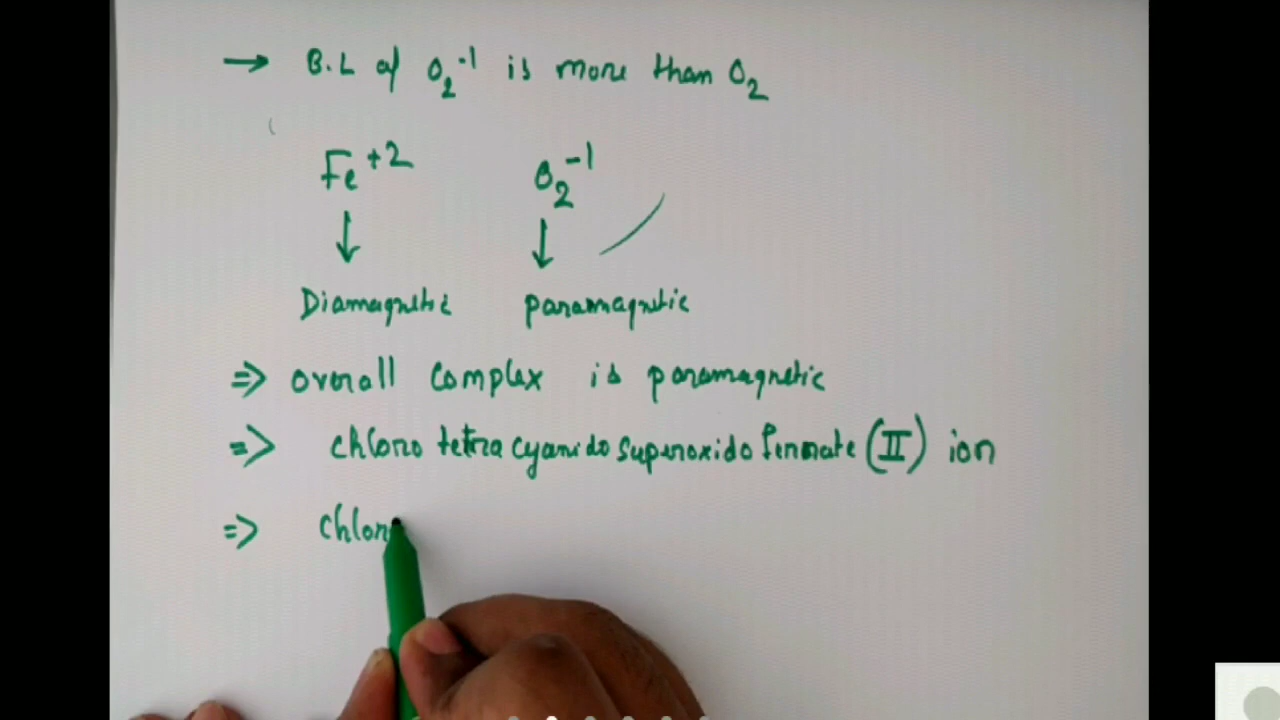 → B.L of O₂⁻¹ is more than O₂
Fe⁺² O₂⁻¹
↓ ↓
Diamagnetic paramagnetic
⇒ overall complex is paramagnetic
⇒ chloro tetra cyanido superoxido ferrate (II) ion
⇒ chloro